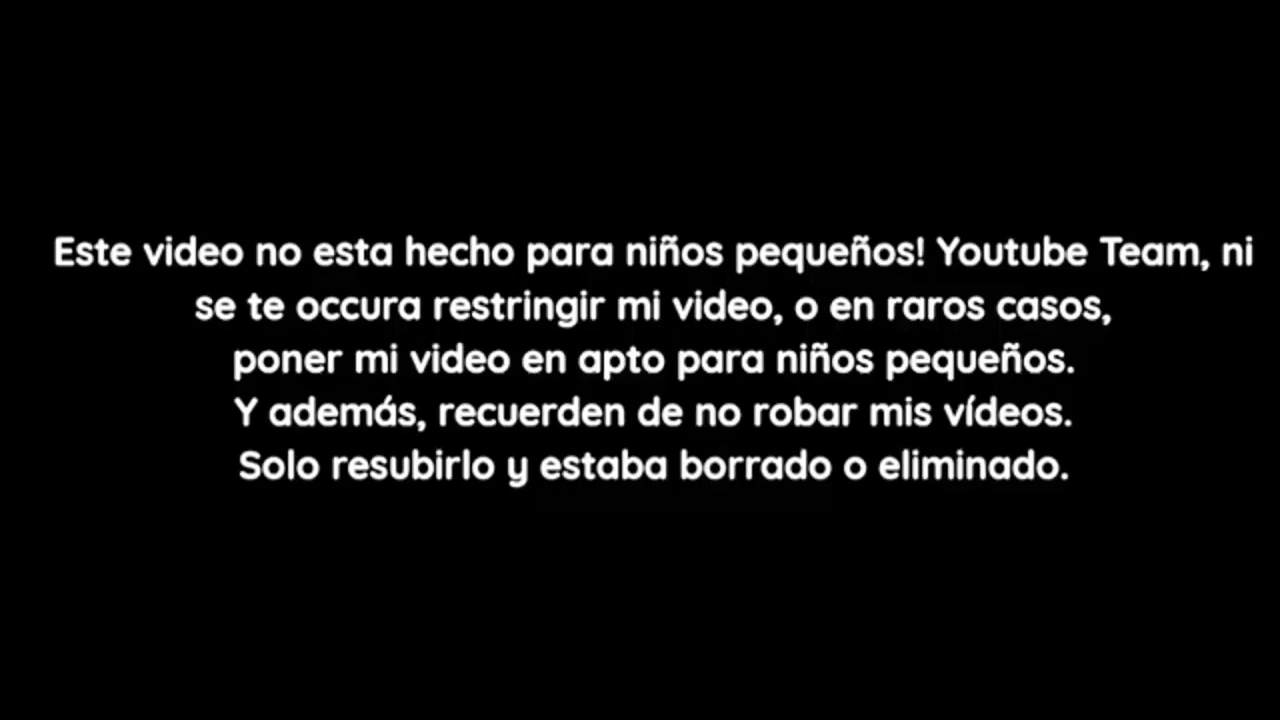 Este video no esta hecho para niños pequeños! Youtube Team, ni
se te occura restringir mi video, o en raros casos,
poner mi video en apto para niños pequeños.
Y además, recuerden de no robar mis vídeos.
Solo resubirlo y estaba borrado o eliminado.